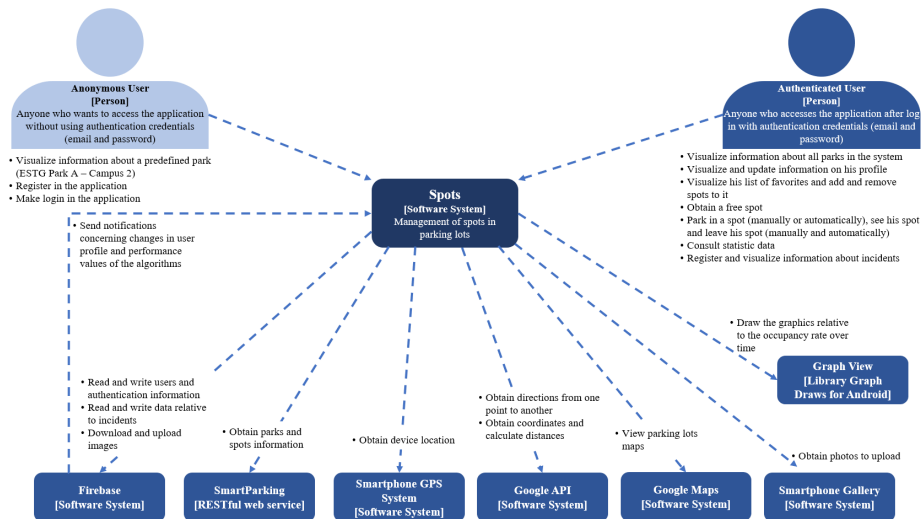 Anonymous User
[Person]
Anyone who wants to access the application
without using authentication credentials
(email and password)
• Visualize information about a predefined park
(ESTG Park A – Campus 2)
• Register in the application
• Make login in the application
Authenticated User
[Person]
Anyone who accesses the application after log
in with authentication credentials (email and
password)
• Visualize information about all parks in the system
• Visualize and update information on his profile
• Visualize his list of favorites and add and remove
spots to it
• Obtain a free spot
• Park in a spot (manually or automatically), see his spot
and leave his spot (manually and automatically)
• Consult statistic data
• Register and visualize information about incidents
Spots
[Software System]
Management of spots in
parking lots
• Send notifications
concerning changes in user
profile and performance
values of the algorithms
• Draw the graphics relative
to the occupancy rate over
time
Graph View
[Library Graph
Draws for Android]
• Read and write users and
authentication information
• Read and write data relative
to incidents
• Download and upload
images
• Obtain parks and
spots information
• Obtain device location
• Obtain directions from one
point to another
• Obtain coordinates and
calculate distances
• View parking lots
maps
• Obtain photos to upload
Firebase
[Software System]
SmartParking
[RESTful web service]
Smartphone GPS
System
[Software System]
Google API
[Software System]
Google Maps
[Software System]
Smartphone Gallery
[Software System]